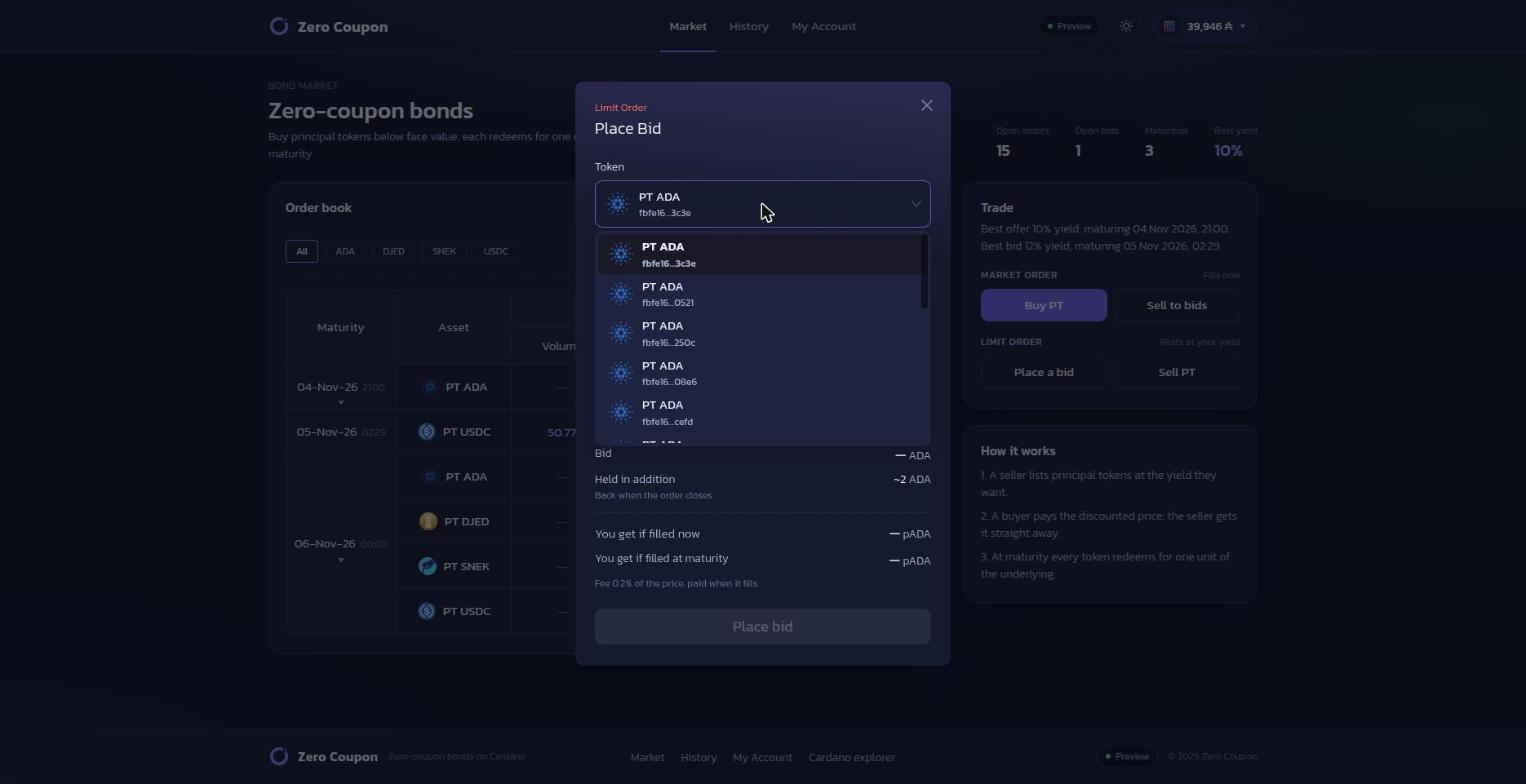 Zero Coupon
Market
History
My Account
Preview
39,946 ₳
BOND MARKET
Zero-coupon bonds
Buy principal tokens below face value; each redeems for one
maturity.
Open orders
15
Open bids
1
Maturities
3
Best yield
10%
Order book
All
ADA
DJED
SNEK
USDC
Maturity
Asset
Volum
04-Nov-26 21:00
PT ADA
—
05-Nov-26 02:29
PT USDC
50.77
PT ADA
—
PT DJED
—
06-Nov-26 00:00
PT SNEK
—
PT USDC
—
Limit Order
Place Bid
Token
PT ADA
fbfe16...3c3e
PT ADA
fbfe16...3c3e
PT ADA
fbfe16...0521
PT ADA
fbfe16...250c
PT ADA
fbfe16...08e6
PT ADA
fbfe16...cefd
PT ADA
Bid
— ADA
Held in addition
~2 ADA
Back when the order closes
You get if filled now
— pADA
You get if filled at maturity
— pADA
Fee 0.2% of the price, paid when it fills.
Place bid
Trade
Best offer 10% yield, maturing 04 Nov 2026, 21:00.
Best bid 12% yield, maturing 05 Nov 2026, 02:29.
MARKET ORDER
Fills now
Buy PT
Sell to bids
LIMIT ORDER
Rests at your yield
Place a bid
Sell PT
How it works
1. A seller lists principal tokens at the yield they
want.
2. A buyer pays the discounted price; the seller gets
it straight away.
3. At maturity every token redeems for one unit of
the underlying.
Zero Coupon
Zero-coupon bonds on Cardano
Market
History
My Account
Cardano explorer
Preview
© 2026 Zero Coupon